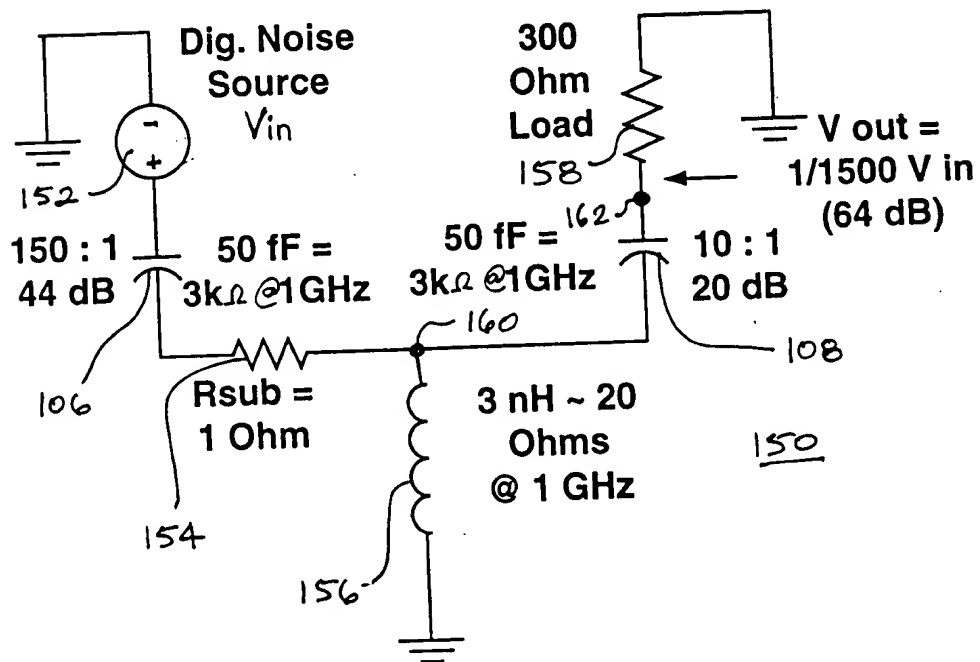 Dig. Noise
Source
Vin
-
+
152
300
Ohm
Load
158
162
V out =
1/1500 V in
(64 dB)
150 : 1
44 dB
50 fF =
3kΩ @1GHz
50 fF =
3kΩ @1GHz
10 : 1
20 dB
160
108
106
Rsub =
1 Ohm
3 nH ~ 20
Ohms
@ 1 GHz
150
154
156